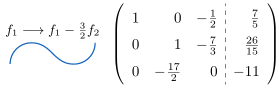 f₁ ⟶ f₁ − 3/2 f₂
1 0 −1/2 7/5
0 1 −7/3 26/15
0 −17/2 0 −11